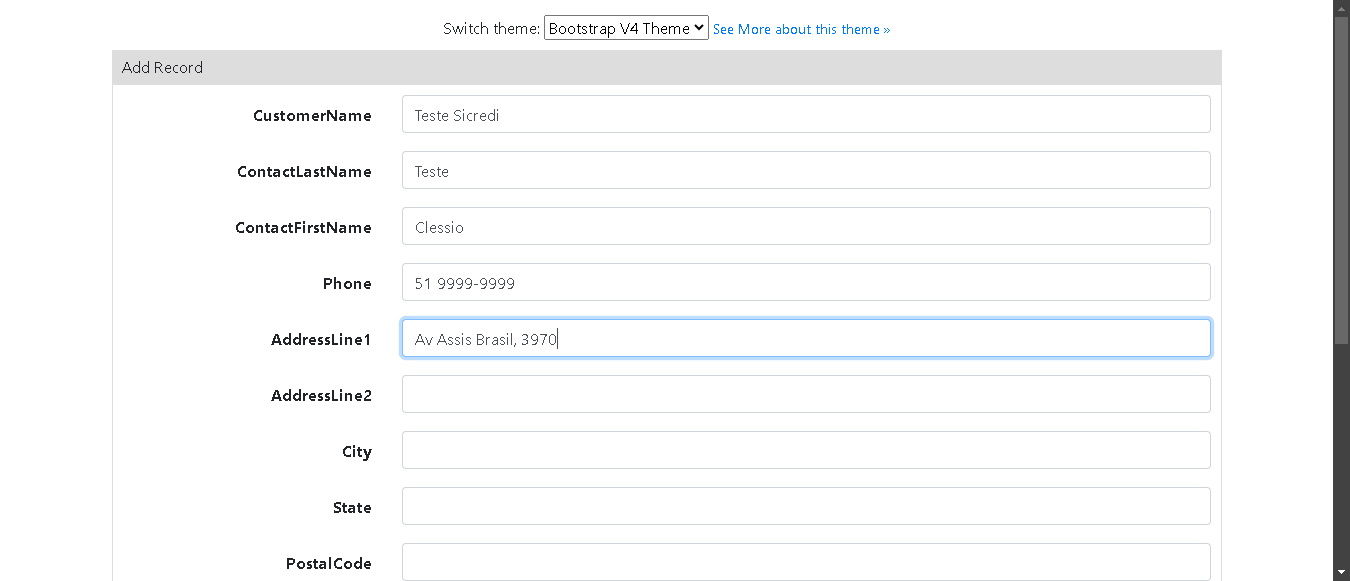 Switch theme: Bootstrap V4 Theme See More about this theme »
Add Record
CustomerName Teste Sicredi
ContactLastName Teste
ContactFirstName Clessio
Phone 51 9999-9999
AddressLine1 Av Assis Brasil, 3970
AddressLine2
City
State
PostalCode